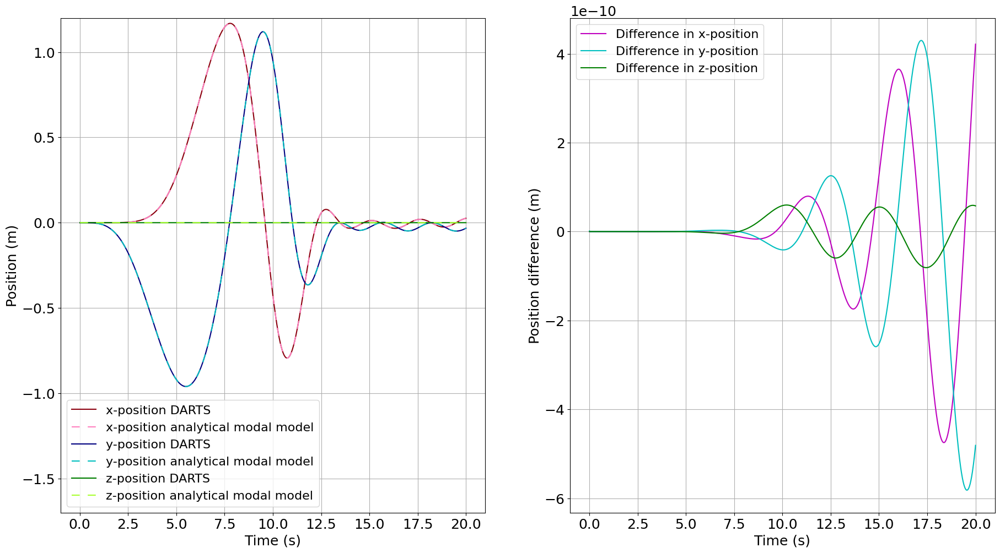 1.0
0.5
0.0
−0.5
−1.0
−1.5
Position (m)
x-position DARTS
x-position analytical modal model
y-position DARTS
y-position analytical modal model
z-position DARTS
z-position analytical modal model
0.0 2.5 5.0 7.5 10.0 12.5 15.0 17.5 20.0
Time (s)
1e−10
Difference in x-position
Difference in y-position
Difference in z-position
4
2
0
−2
−4
−6
Position difference (m)
0.0 2.5 5.0 7.5 10.0 12.5 15.0 17.5 20.0
Time (s)